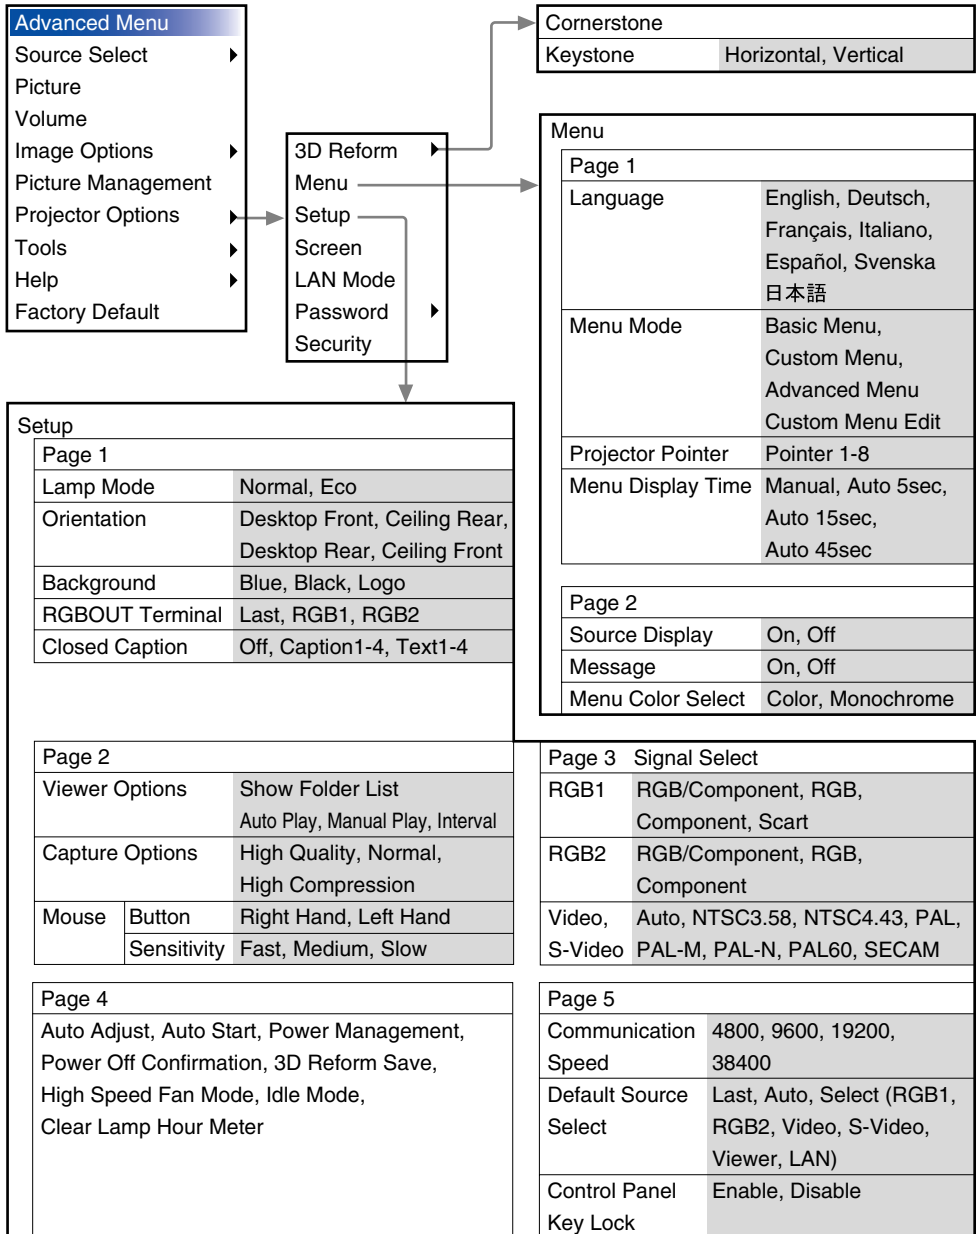 Advanced Menu
Source Select
Picture
Volume
Image Options
Picture Management
Projector Options
Tools
Help
Factory Default
3D Reform
Menu
Setup
Screen
LAN Mode
Password
Security
Cornerstone
Keystone Horizontal, Vertical
Menu
Page 1
Language English, Deutsch,
Français, Italiano,
Español, Svenska
日本語
Menu Mode Basic Menu,
Custom Menu,
Advanced Menu
Custom Menu Edit
Projector Pointer Pointer 1-8
Menu Display Time Manual, Auto 5sec,
Auto 15sec,
Auto 45sec
Page 2
Source Display On, Off
Message On, Off
Menu Color Select Color, Monochrome
Setup
Page 1
Lamp Mode Normal, Eco
Orientation Desktop Front, Ceiling Rear,
Desktop Rear, Ceiling Front
Background Blue, Black, Logo
RGBOUT Terminal Last, RGB1, RGB2
Closed Caption Off, Caption1-4, Text1-4
Page 2
Viewer Options Show Folder List
Auto Play, Manual Play, Interval
Capture Options High Quality, Normal,
High Compression
Mouse Button Right Hand, Left Hand
Sensitivity Fast, Medium, Slow
Page 3 Signal Select
RGB1 RGB/Component, RGB,
Component, Scart
RGB2 RGB/Component, RGB,
Component
Video, Auto, NTSC3.58, NTSC4.43, PAL,
S-Video PAL-M, PAL-N, PAL60, SECAM
Page 4
Auto Adjust, Auto Start, Power Management,
Power Off Confirmation, 3D Reform Save,
High Speed Fan Mode, Idle Mode,
Clear Lamp Hour Meter
Page 5
Communication 4800, 9600, 19200,
Speed 38400
Default Source Last, Auto, Select (RGB1,
Select RGB2, Video, S-Video,
Viewer, LAN)
Control Panel Enable, Disable
Key Lock